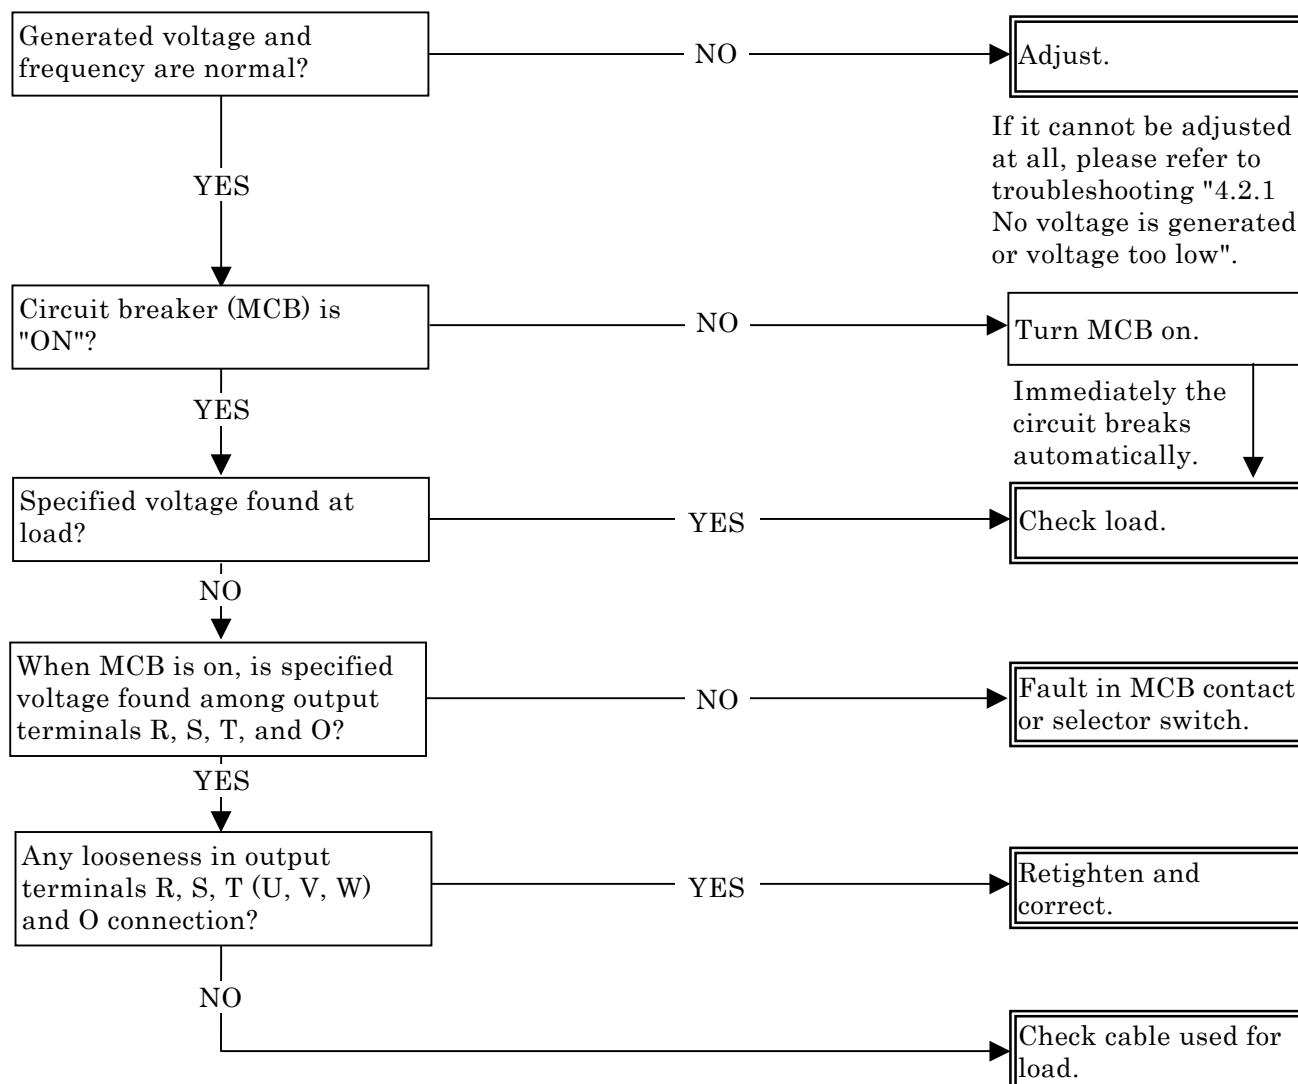 Generated voltage and
frequency are normal?
NO
Adjust.
If it cannot be adjusted
at all, please refer to
troubleshooting "4.2.1
No voltage is generated
or voltage too low".
YES
Circuit breaker (MCB) is
"ON"?
NO
Turn MCB on.
Immediately the
circuit breaks
automatically.
YES
Specified voltage found at
load?
YES
Check load.
NO
When MCB is on, is specified
voltage found among output
terminals R, S, T, and O?
NO
Fault in MCB contact
or selector switch.
YES
Any looseness in output
terminals R, S, T (U, V, W)
and O connection?
YES
Retighten and
correct.
NO
Check cable used for
load.